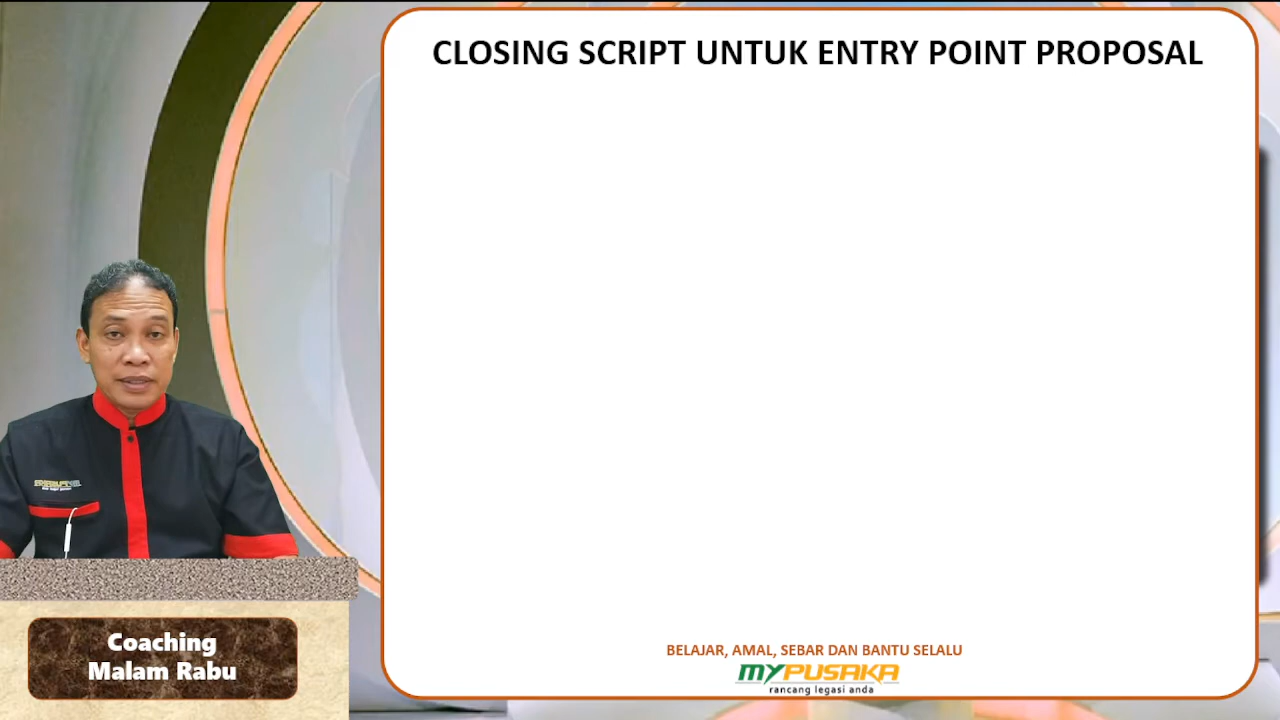 CLOSING SCRIPT UNTUK ENTRY POINT PROPOSAL
Coaching
Malam Rabu
BELAJAR, AMAL, SEBAR DAN BANTU SELALU
MYPUSAKA
rancang legasi anda